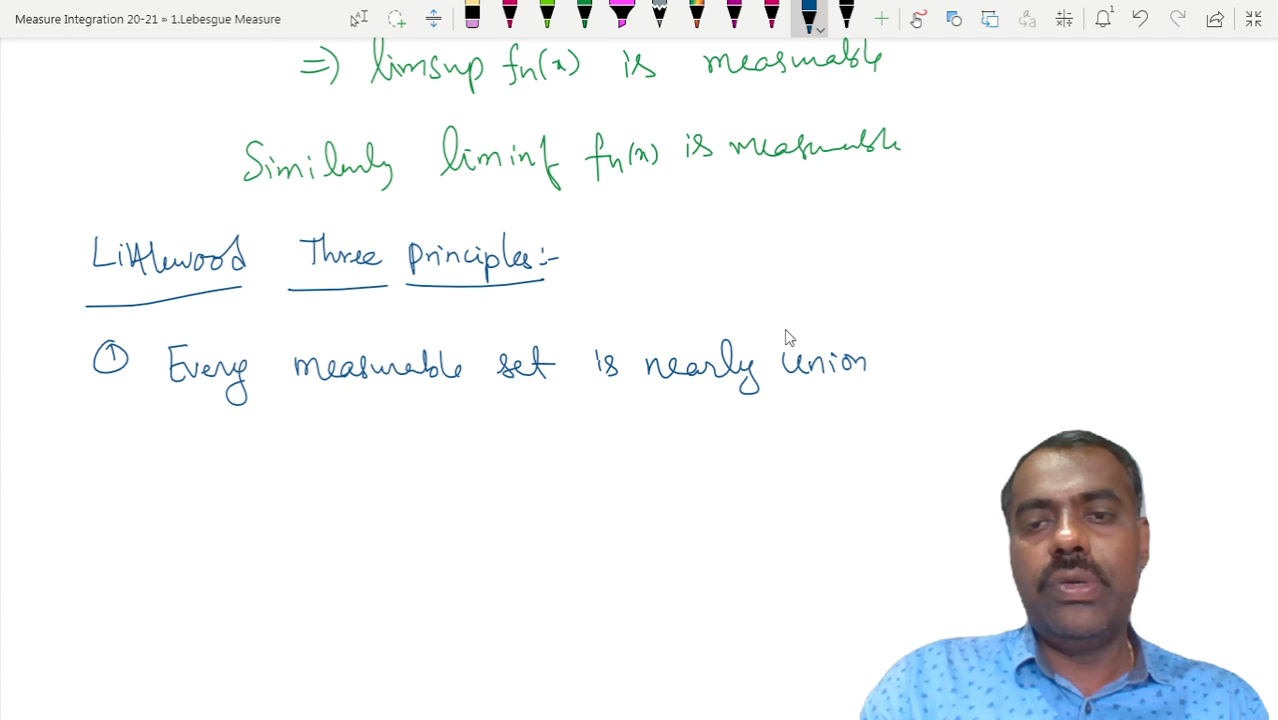 Measure Integration 20-21 » 1.Lebesgue Measure
=) limsup fn(x) is measurable
Similarly liminf fn(x) is measurable
Littlewood Three principles:-
① Every measurable set is nearly union